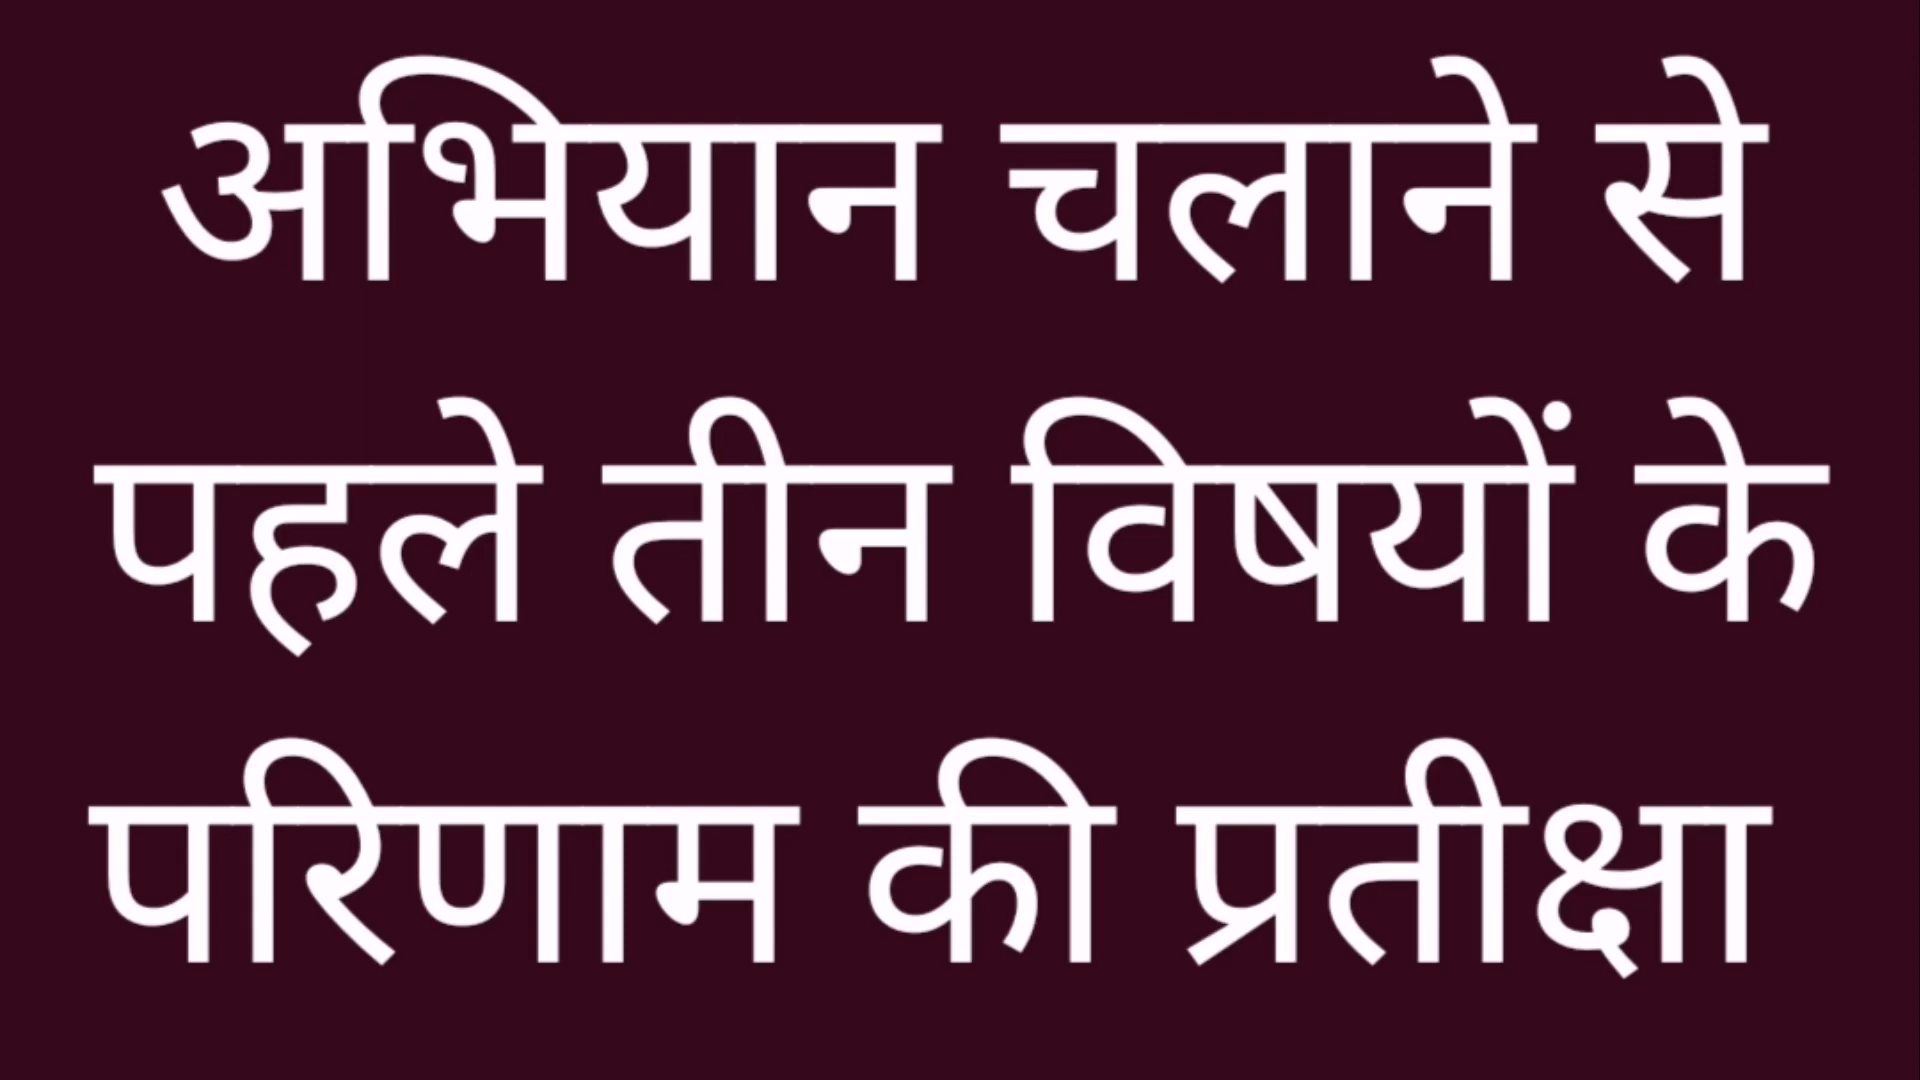 अभियान चलाने से
पहले तीन विषयों के
परिणाम की प्रतीक्षा